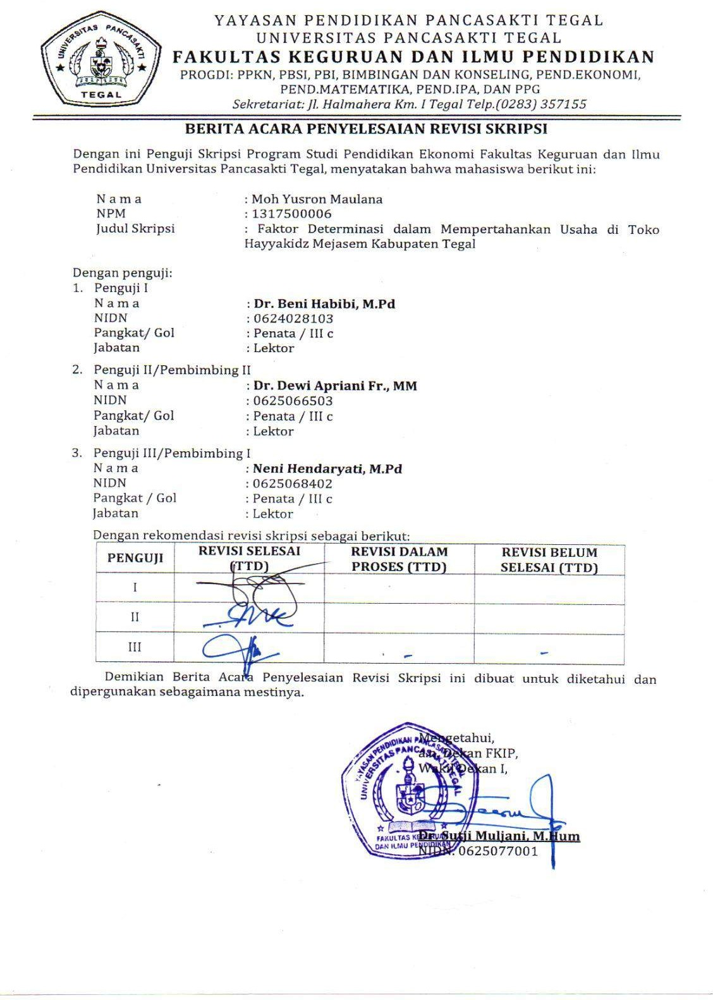 UNIVERSITAS PANCASAKTI
TEGAL
YAYASAN PENDIDIKAN PANCASAKTI TEGAL
UNIVERSITAS PANCASAKTI TEGAL
FAKULTAS KEGURUAN DAN ILMU PENDIDIKAN
PROGDI: PPKN, PBSI, PBI, BIMBINGAN DAN KONSELING, PEND.EKONOMI,
PEND.MATEMATIKA, PEND.IPA, DAN PPG
Sekretariat: Jl. Halmahera Km. I Tegal Telp.(0283) 357155
BERITA ACARA PENYELESAIAN REVISI SKRIPSI
Dengan ini Penguji Skripsi Program Studi Pendidikan Ekonomi Fakultas Keguruan dan Ilmu
Pendidikan Universitas Pancasakti Tegal, menyatakan bahwa mahasiswa berikut ini:
N a m a : Moh Yusron Maulana
NPM : 1317500006
Judul Skripsi : Faktor Determinasi dalam Mempertahankan Usaha di Toko
Hayyakidz Mejasem Kabupaten Tegal
Dengan penguji:
1. Penguji I
N a m a : Dr. Beni Habibi, M.Pd
NIDN : 0624028103
Pangkat/ Gol : Penata / III c
Jabatan : Lektor
2. Penguji II/Pembimbing II
N a m a : Dr. Dewi Apriani Fr., MM
NIDN : 0625066503
Pangkat/ Gol : Penata / III c
Jabatan : Lektor
3. Penguji III/Pembimbing I
N a m a : Neni Hendaryati, M.Pd
NIDN : 0625068402
Pangkat / Gol : Penata / III c
Jabatan : Lektor
Dengan rekomendasi revisi skripsi sebagai berikut:
PENGUJI REVISI SELESAI (TTD) REVISI DALAM PROSES (TTD) REVISI BELUM SELESAI (TTD)
I
II
III - -
Demikian Berita Acara Penyelesaian Revisi Skripsi ini dibuat untuk diketahui dan
dipergunakan sebagaimana mestinya.
Mengetahui,
a.n. Dekan FKIP,
Wakil Dekan I,
YAYASAN PENDIDIKAN PANCASAKTI TEGAL
UNIVERSITAS PANCASAKTI TEGAL
FAKULTAS KEGURUAN
DAN ILMU PENDIDIKAN
Dr. Sutji Muljani, M.Hum
NIDN. 0625077001